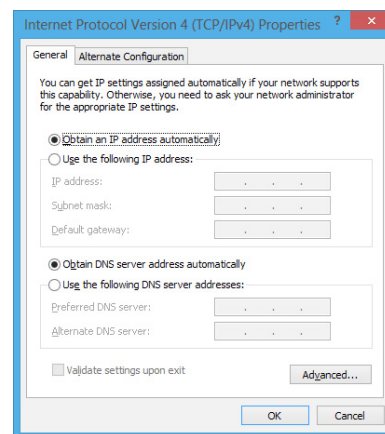 Internet Protocol Version 4 (TCP/IPv4) Properties ? ×
General Alternate Configuration
You can get IP settings assigned automatically if your network supports
this capability. Otherwise, you need to ask your network administrator
for the appropriate IP settings.
Obtain an IP address automatically
Use the following IP address:
IP address: . . .
Subnet mask: . . .
Default gateway: . . .
Obtain DNS server address automatically
Use the following DNS server addresses:
Preferred DNS server: . . .
Alternate DNS server: . . .
Validate settings upon exit
Advanced...
OK Cancel